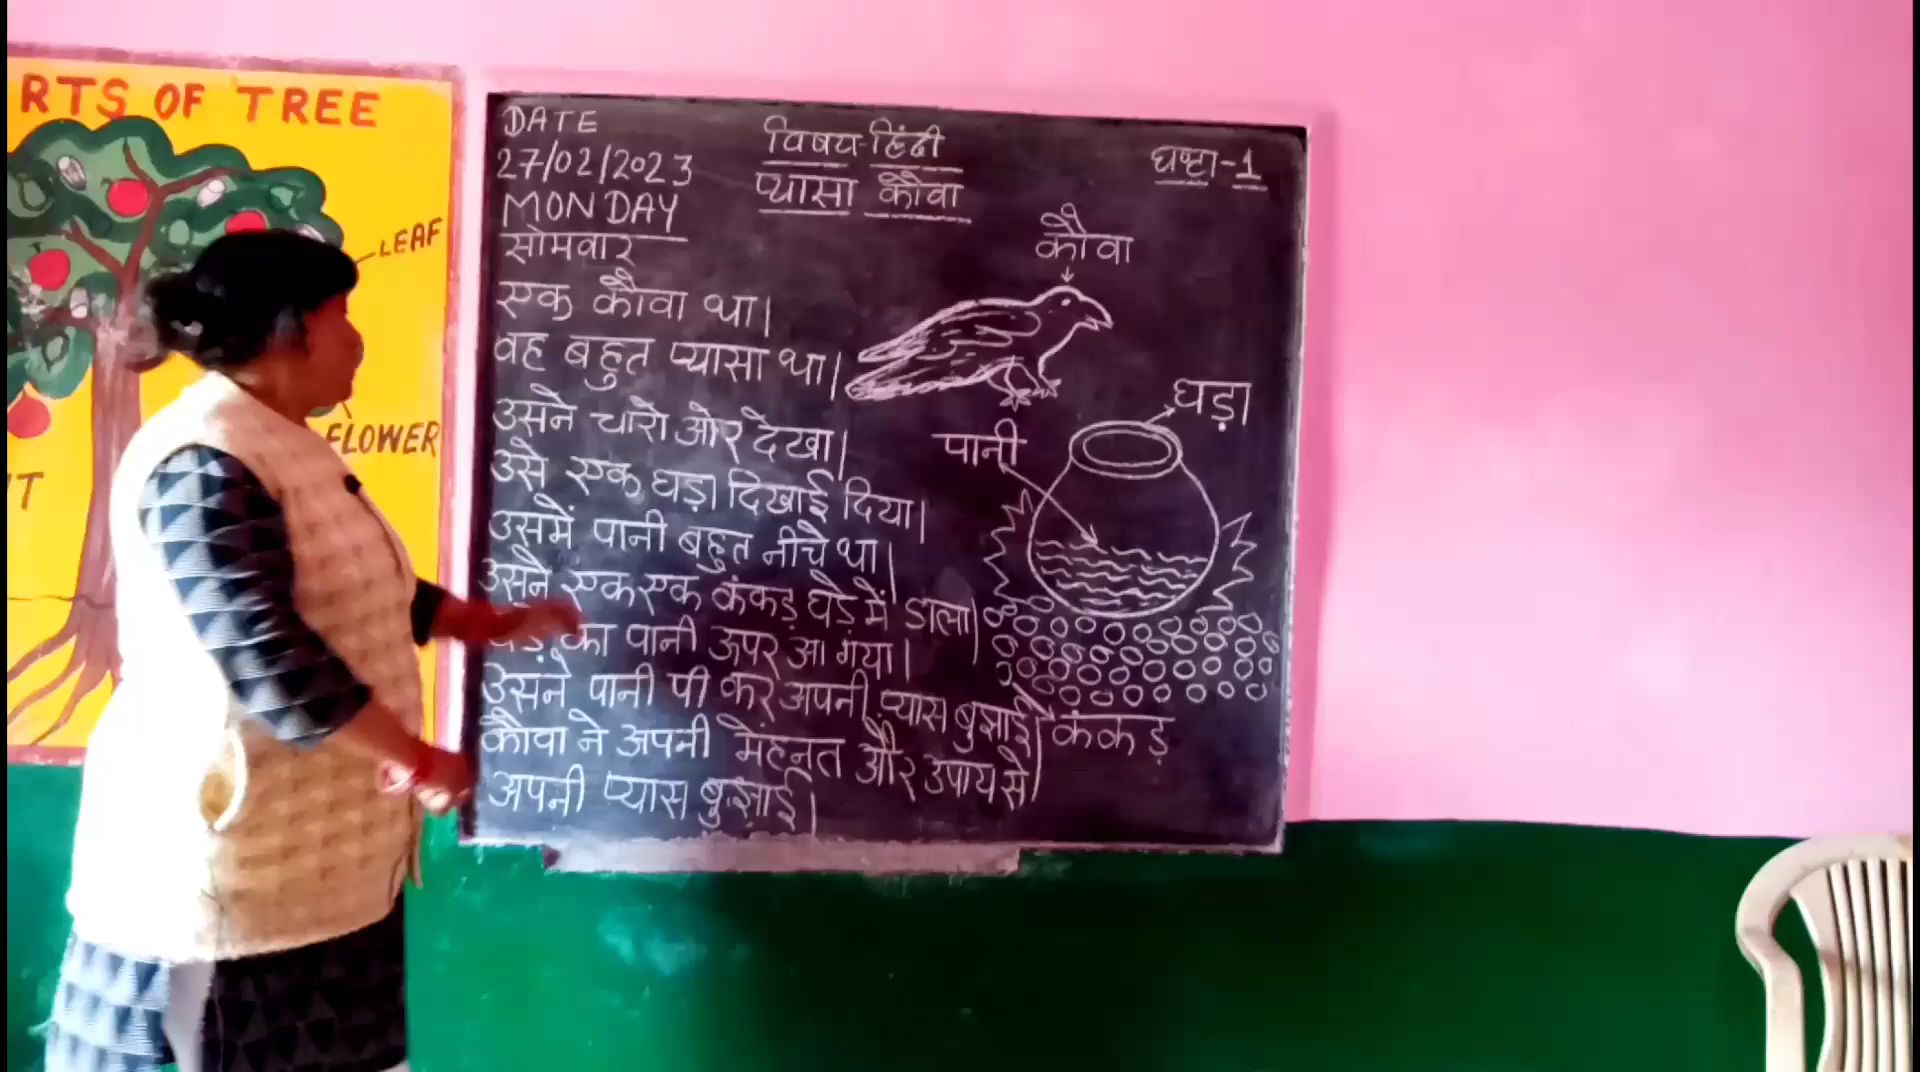 RTS OF TREE
LEAF
FLOWER
T
DATE
27/02/2023
MONDAY
सोमवार
विषय-हिंदी
प्यासा कौवा
घण्टा-1
एक कौवा था।
वह बहुत प्यासा था।
उसने चारो ओर देखा।
उसे एक घड़ा दिखाई दिया।
उसमें पानी बहुत नीचे था।
उसने एक एक कंकड़ घड़े में डाला।
का पानी ऊपर आ गया।
उसने पानी पी कर अपनी प्यास बुझाई।
कौवा ने अपनी मेहनत और उपाय से
अपनी प्यास बुझाई।
कौवा
घड़ा
पानी
कंकड़